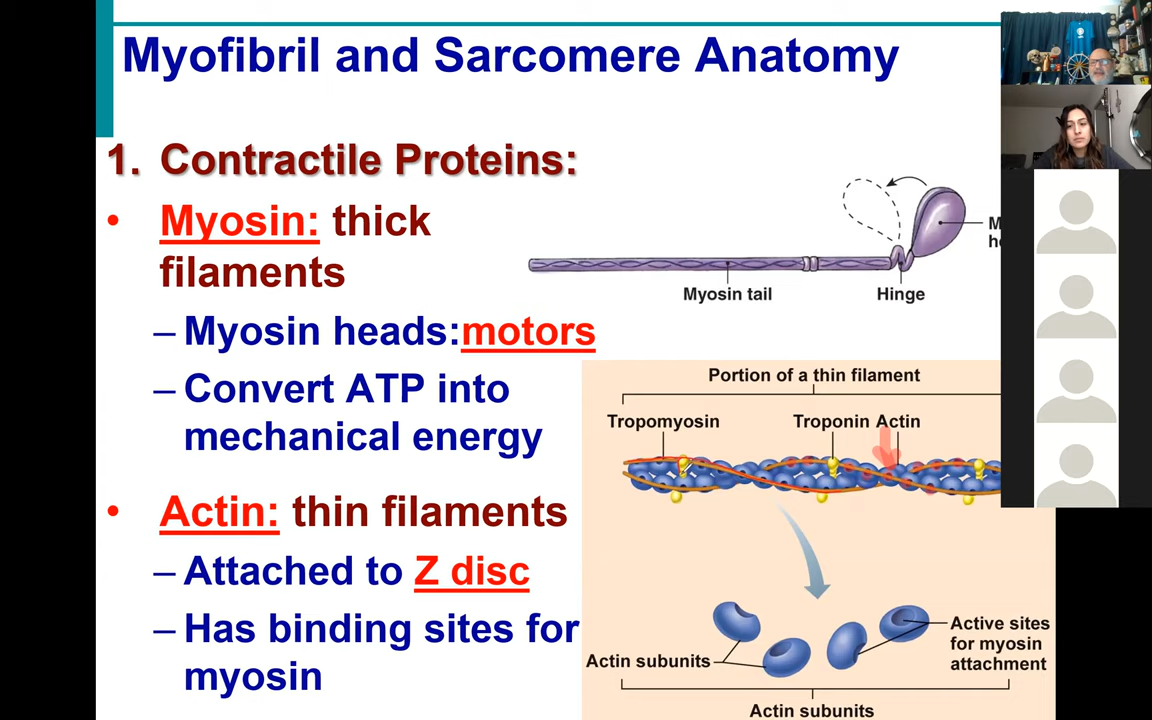 Myofibril and Sarcomere Anatomy
1. Contractile Proteins:
• Myosin: thick
filaments
– Myosin heads:motors
– Convert ATP into
mechanical energy
• Actin: thin filaments
– Attached to Z disc
– Has binding sites for
myosin
Myosin tail
Hinge
Portion of a thin filament
Tropomyosin
Troponin
Actin
Actin subunits
Active sites
for myosin
attachment
Actin subunits